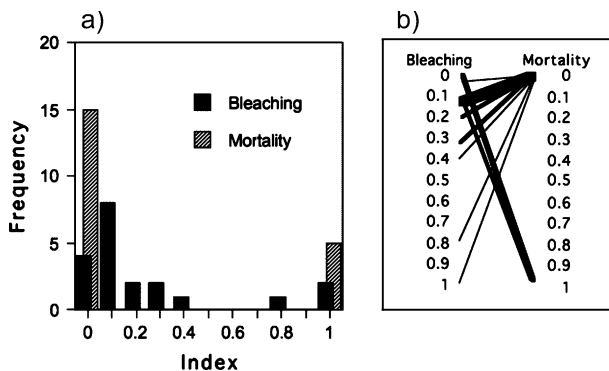 a)
20
15
10
5
0
Frequency
Bleaching
Mortality
0 0.2 0.4 0.6 0.8 1
Index
b)
Bleaching Mortality
0 0
0.1 0.1
0.2 0.2
0.3 0.3
0.4 0.4
0.5 0.5
0.6 0.6
0.7 0.7
0.8 0.8
0.9 0.9
1 1